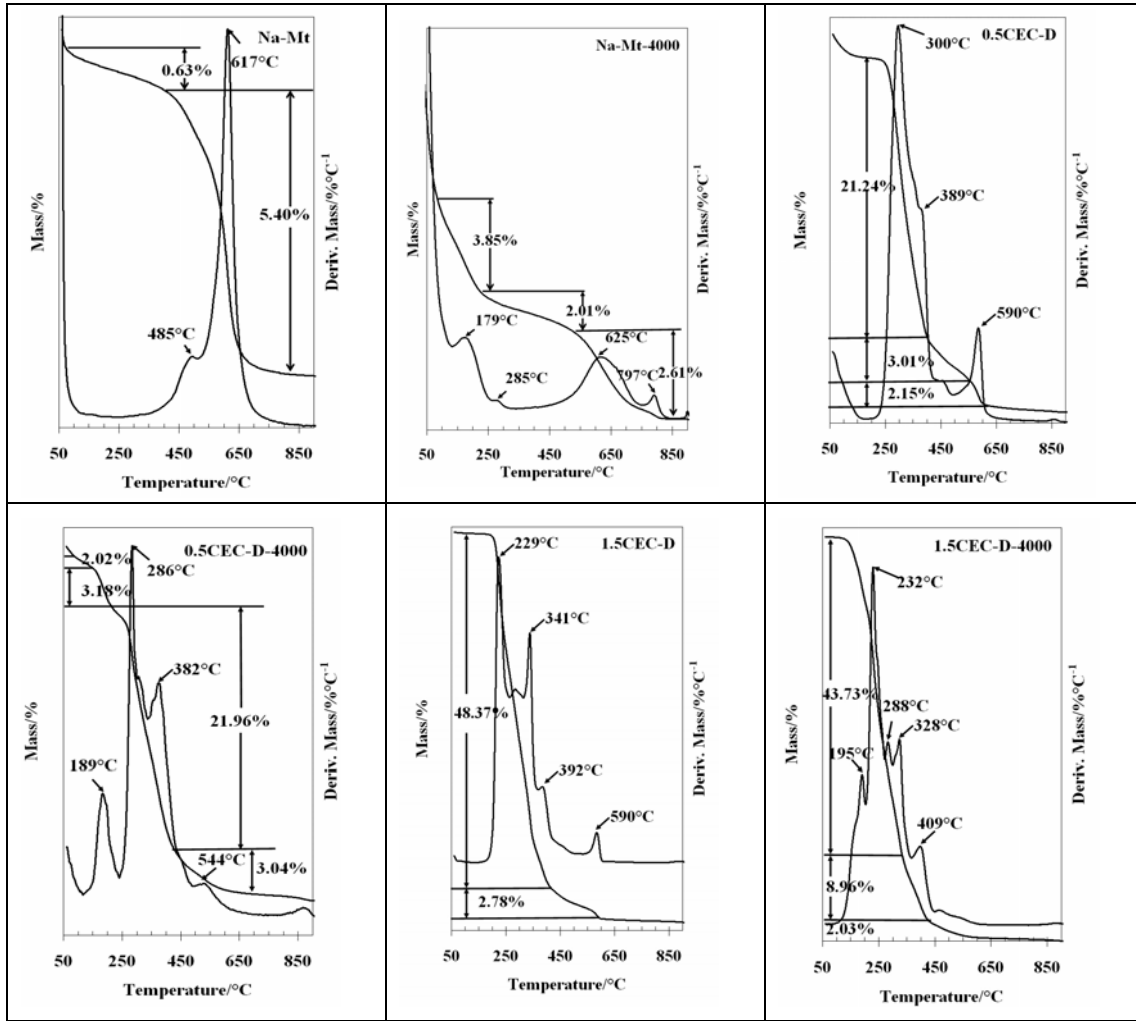 Na-Mt
617°C
0.63%
5.40%
485°C
Mass/%
Deriv. Mass/%°C⁻¹
50 250 450 650 850
Temperature/°C
Na-Mt-4000
3.85%
2.01%
179°C
625°C
285°C
797°C
2.61%
Mass/%
Deriv. Mass/%°C⁻¹
50 250 450 650 850
Temperature/°C
0.5CEC-D
300°C
21.24%
389°C
590°C
3.01%
2.15%
Mass/%
Deriv. Mass/%°C⁻¹
50 250 450 650 850
Temperature/°C
0.5CEC-D-4000
2.02%
286°C
3.18%
382°C
21.96%
189°C
3.04%
544°C
Mass/%
Deriv. Mass/%°C⁻¹
50 250 450 650 850
Temperature/°C
1.5CEC-D
229°C
341°C
48.37%
392°C
590°C
2.78%
Mass/%
Deriv. Mass/%°C⁻¹
50 250 450 650 850
Temperature/°C
1.5CEC-D-4000
232°C
43.73%
288°C
328°C
195°C
409°C
8.96%
2.03%
Mass/%
Deriv. Mass/%°C⁻¹
50 250 450 650 850
Temperature/°C